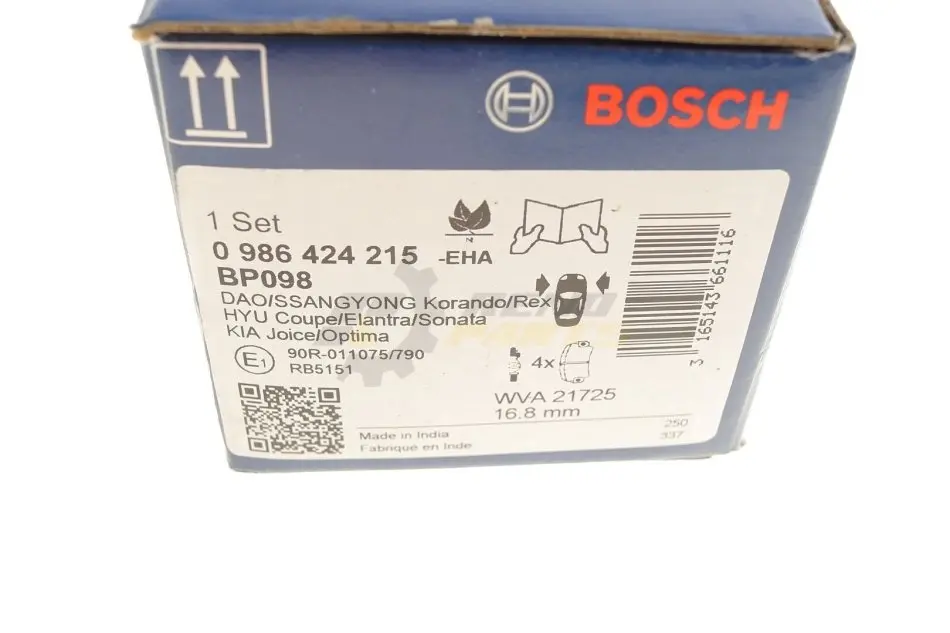 BOSCH
1 Set
0 986 424 215 -EHA
BP098
DAO/SSANGYONG Korando/Rex
HYU Coupe/Elantra/Sonata
KIA Joice/Optima
E1 90R-011075/790
RB5151
4x
WVA 21725
16.8 mm
Made in India
Fabriqué en Inde
250
337
3 165143 661116
PARTS